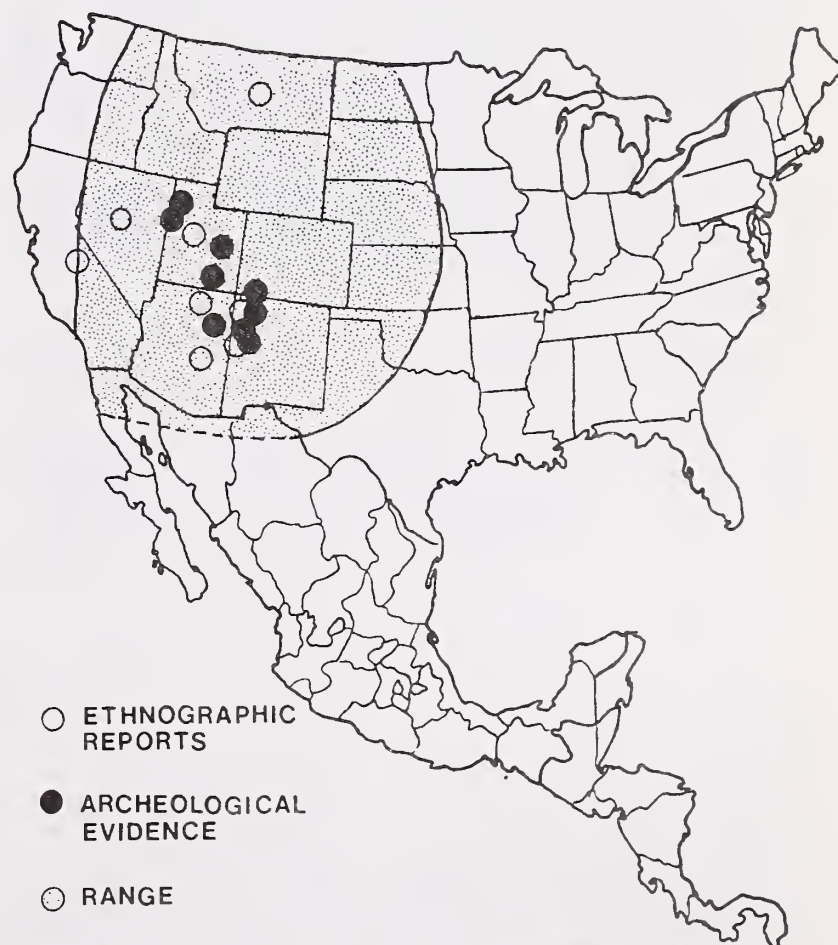 ETHNOGRAPHIC
REPORTS
ARCHEOLOGICAL
EVIDENCE
RANGE